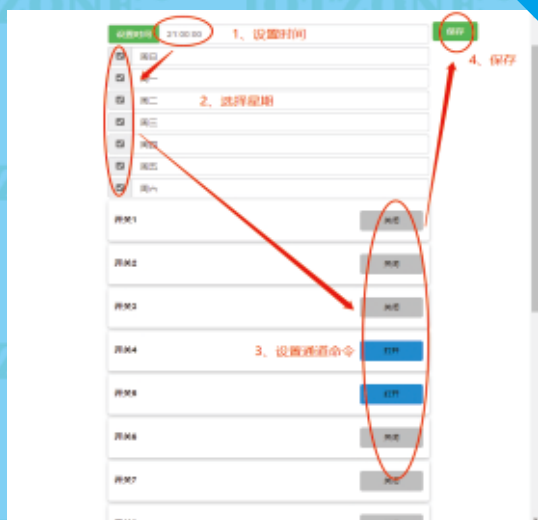 设置时间 21:00:00 1、设置时间 保存
4、保存
周日
周一
周二 2、选择星期
周三
周四
周五
周六
开关1 关闭
开关2 关闭
开关3 关闭
开关4 3、设置通道命令 打开
开关5 打开
开关6 关闭
开关7 关闭